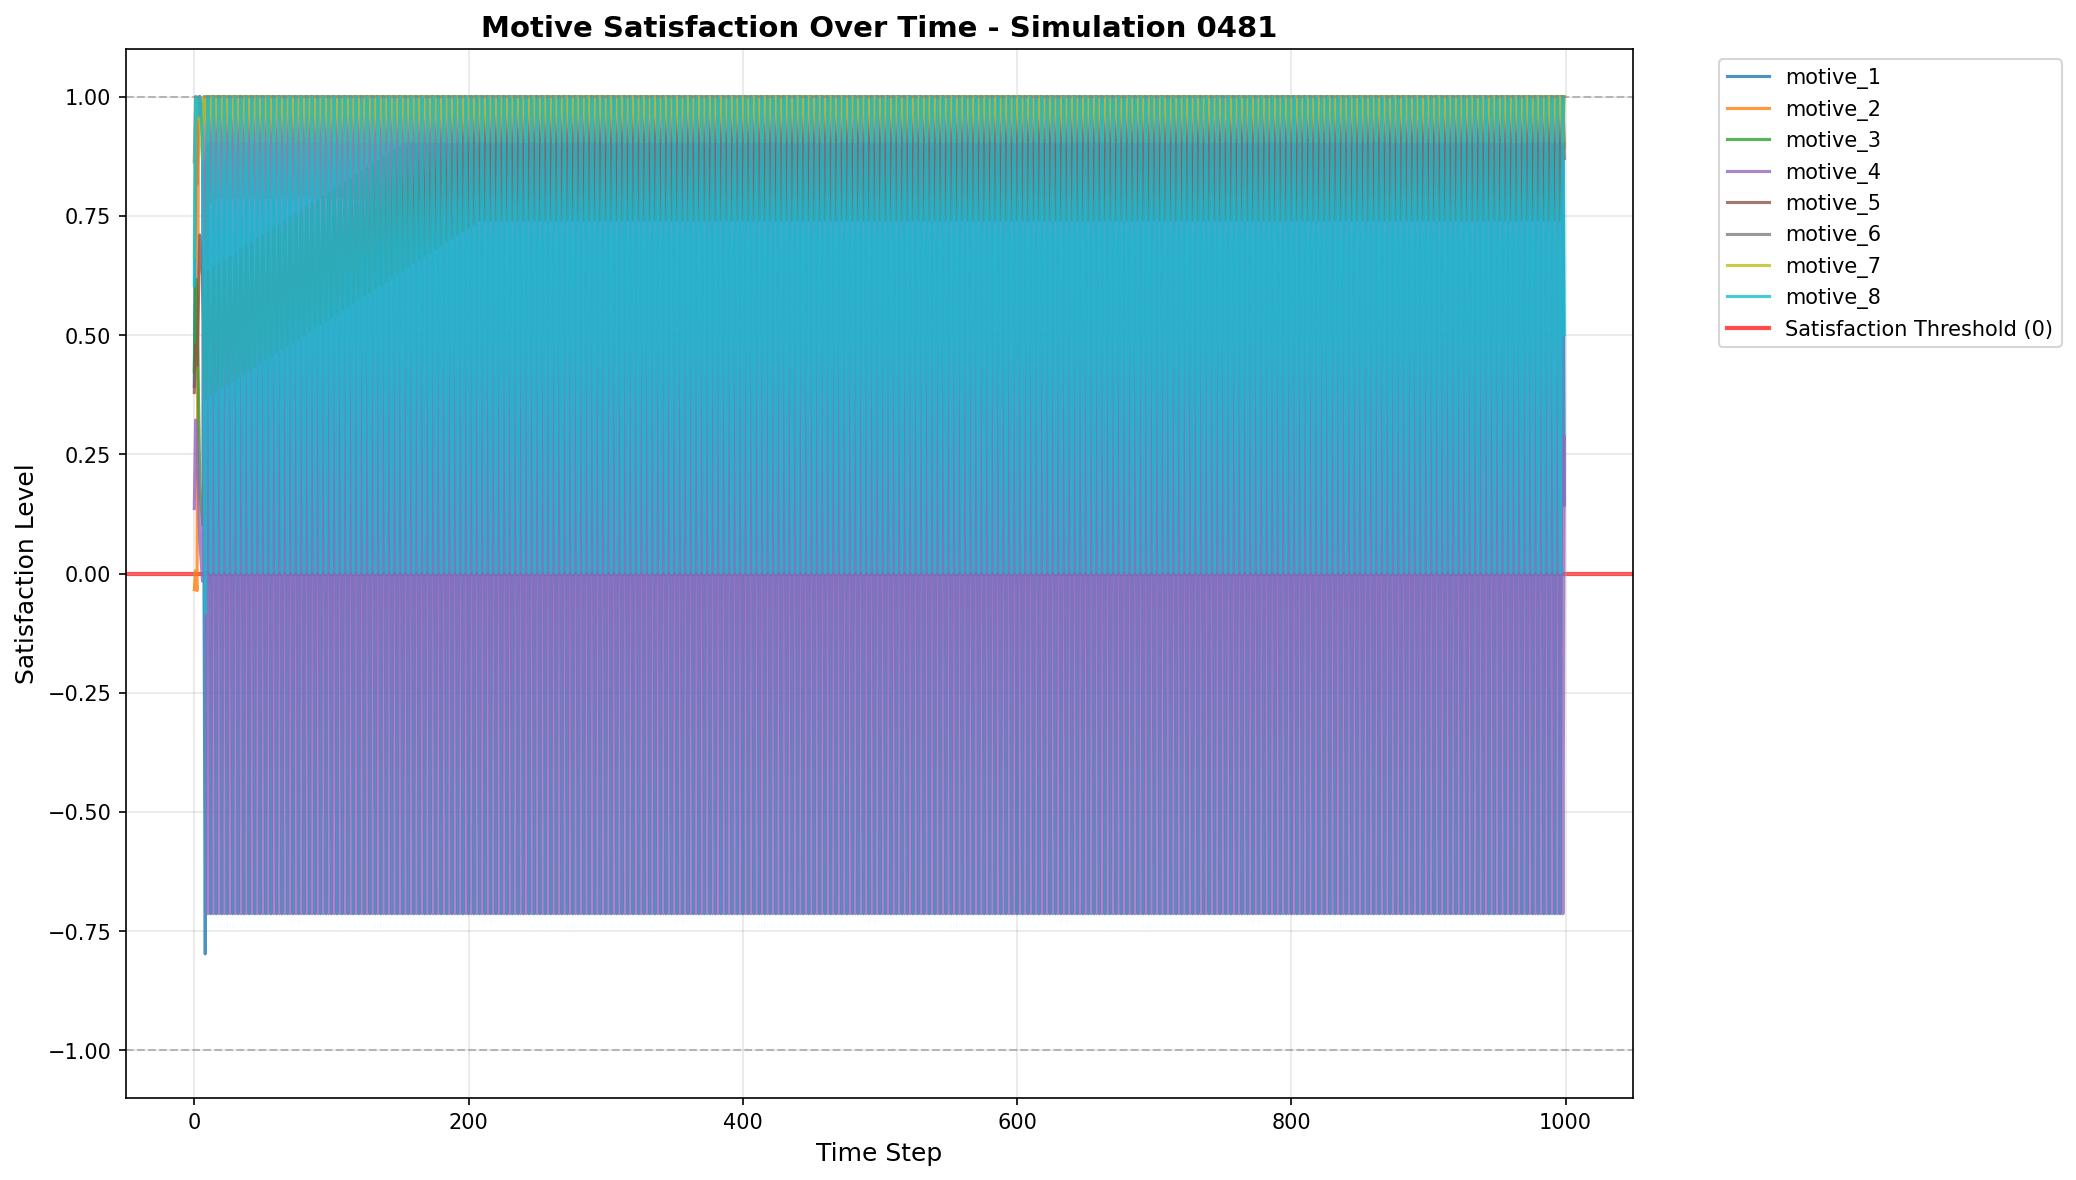 Motive Satisfaction Over Time - Simulation 0481
Satisfaction Level
1.00
0.75
0.50
0.25
0.00
−0.25
−0.50
−0.75
−1.00
0 200 400 600 800 1000
Time Step
motive_1
motive_2
motive_3
motive_4
motive_5
motive_6
motive_7
motive_8
Satisfaction Threshold (0)